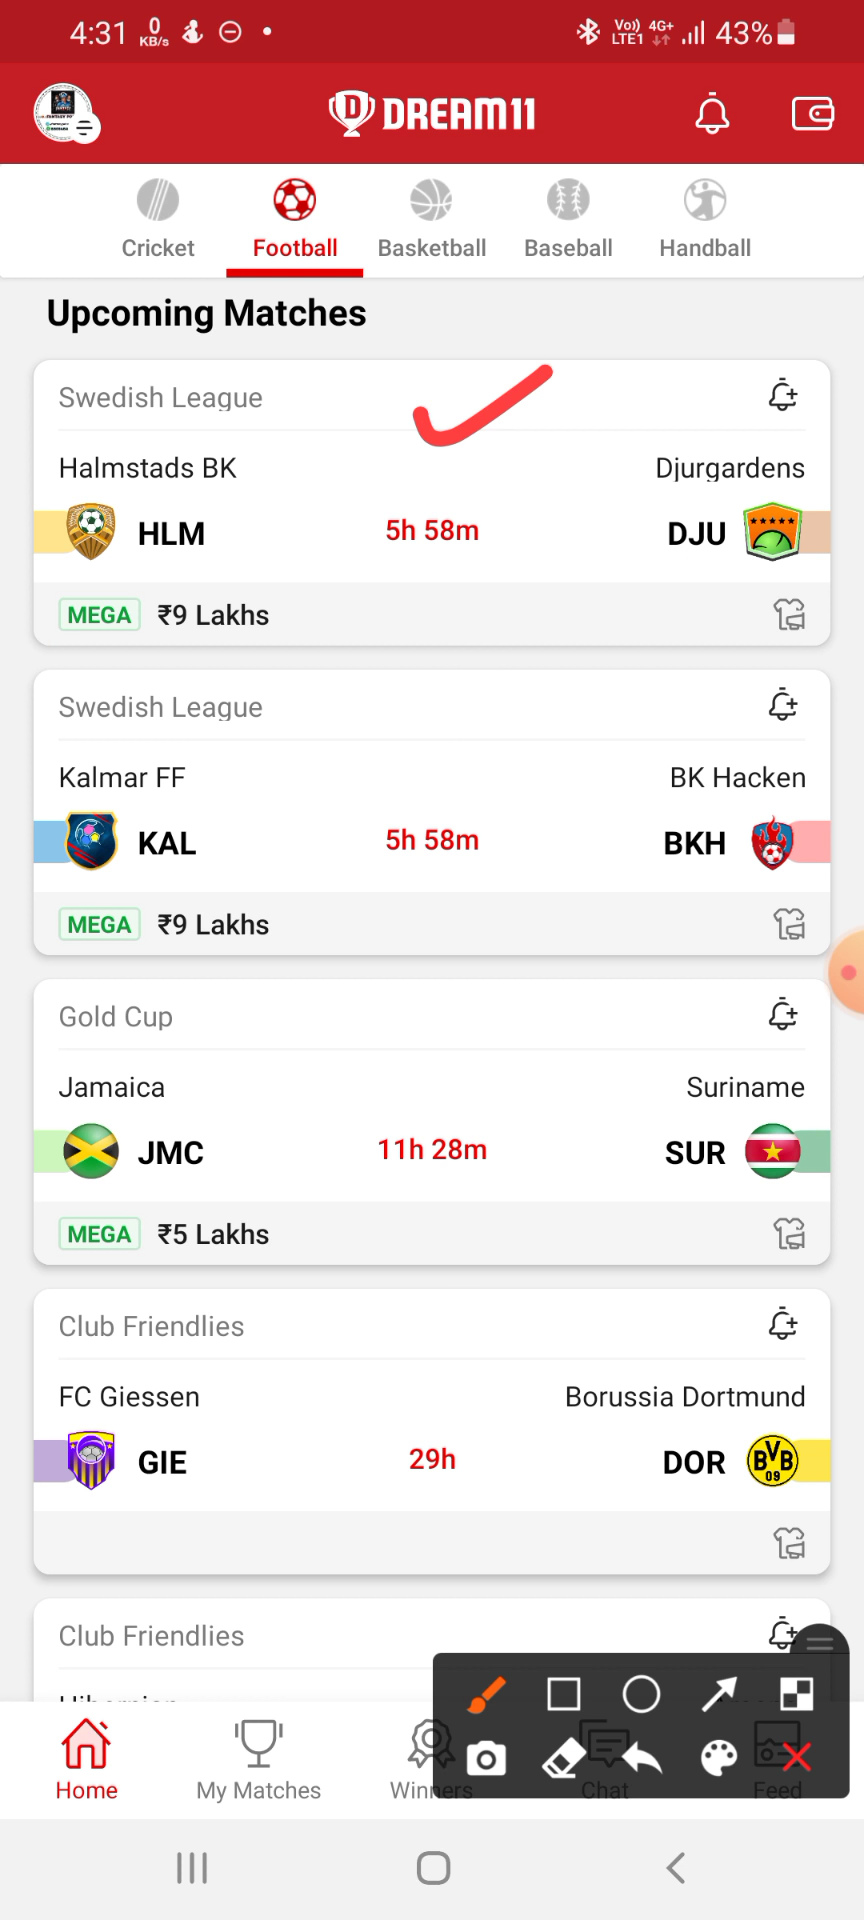 4:31 0 KB/s Vo)) LTE1 4G+ 43%
DREAM11
Cricket Football Basketball Baseball Handball
Upcoming Matches
Swedish League
Halmstads BK Djurgardens
HLM 5h 58m DJU
MEGA ₹9 Lakhs
Swedish League
Kalmar FF BK Hacken
KAL 5h 58m BKH
MEGA ₹9 Lakhs
Gold Cup
Jamaica Suriname
JMC 11h 28m SUR
MEGA ₹5 Lakhs
Club Friendlies
FC Giessen Borussia Dortmund
GIE 29h DOR BVB 09
Club Friendlies
Home My Matches Winners Chat Feed